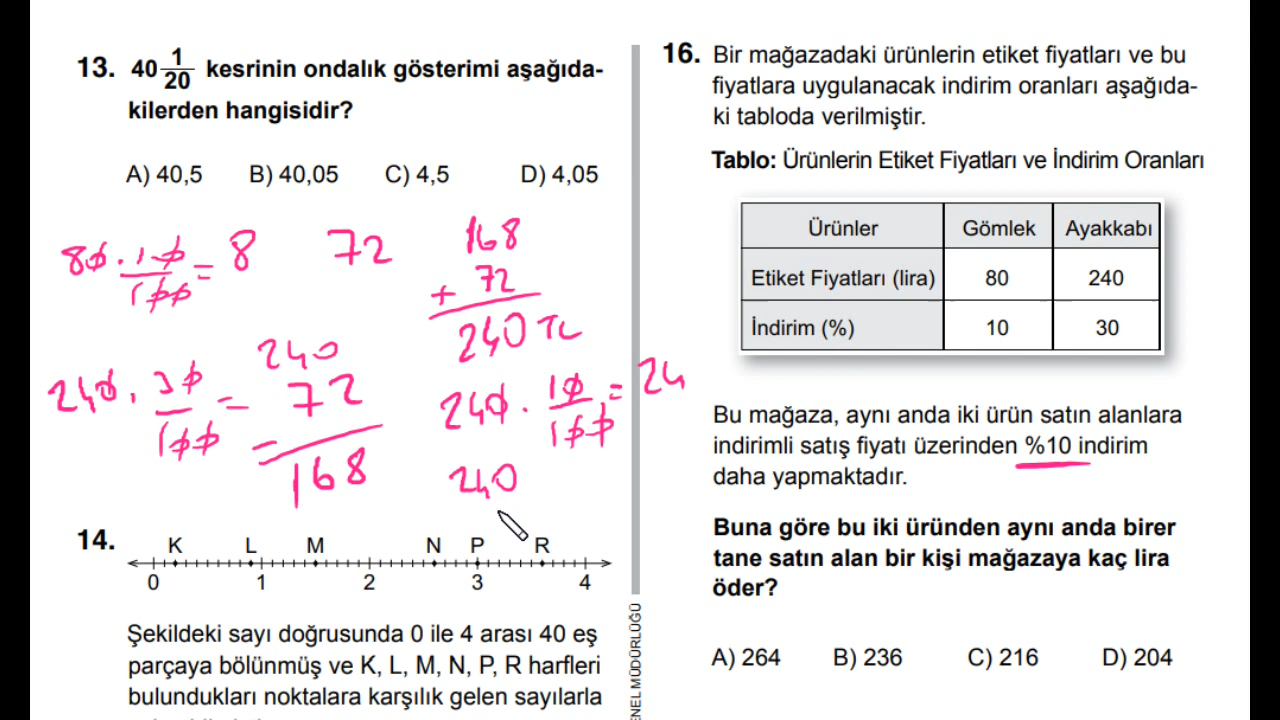 13. 40 1/20 kesrinin ondalık gösterimi aşağıda-
kilerden hangisidir?
A) 40,5 B) 40,05 C) 4,5 D) 4,05
80 . 10/100 = 8
72
168
+ 72
240 TL
240 . 30/100 = 72
240
- 72
168
240 . 10/100 = 24
240
14.
K L M N P R
0 1 2 3 4
Şekildeki sayı doğrusunda 0 ile 4 arası 40 eş
parçaya bölünmüş ve K, L, M, N, P, R harfleri
bulundukları noktalara karşılık gelen sayılarla
16. Bir mağazadaki ürünlerin etiket fiyatları ve bu
fiyatlara uygulanacak indirim oranları aşağıda-
ki tabloda verilmiştir.
Tablo: Ürünlerin Etiket Fiyatları ve İndirim Oranları
Ürünler Gömlek Ayakkabı
Etiket Fiyatları (lira) 80 240
İndirim (%) 10 30
Bu mağaza, aynı anda iki ürün satın alanlara
indirimli satış fiyatı üzerinden %10 indirim
daha yapmaktadır.
Buna göre bu iki üründen aynı anda birer
tane satın alan bir kişi mağazaya kaç lira
öder?
A) 264 B) 236 C) 216 D) 204
ENEL MÜDÜRLÜĞÜ